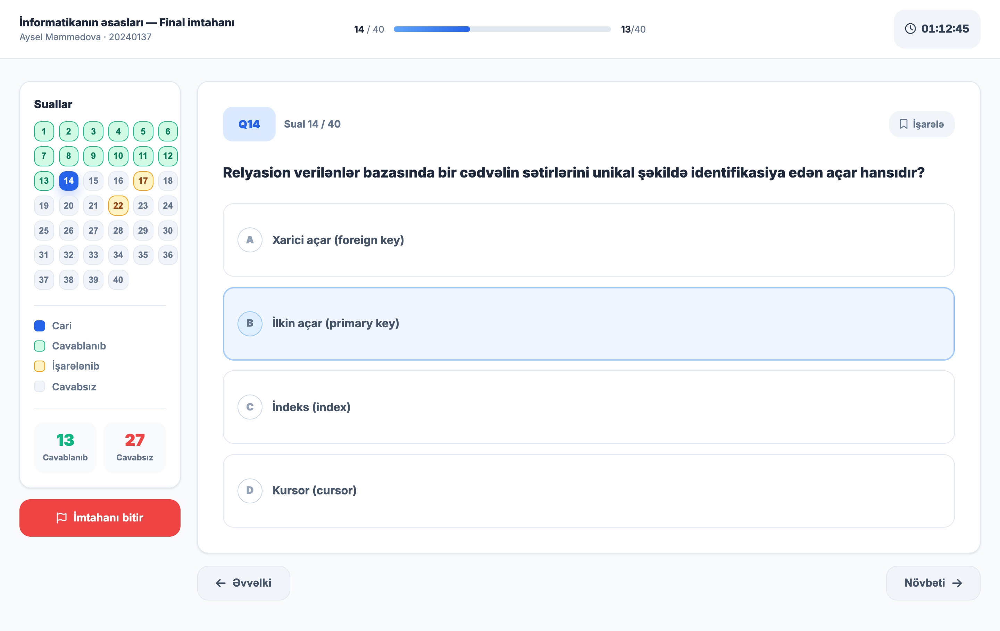 İnformatikanın əsasları — Final imtahanı
Aysel Məmmədova · 20240137
14 / 40
13/40
01:12:45
Suallar
1 2 3 4 5 6
7 8 9 10 11 12
13 14 15 16 17 18
19 20 21 22 23 24
25 26 27 28 29 30
31 32 33 34 35 36
37 38 39 40
Cari
Cavablanıb
İşarələnib
Cavabsız
13 27
Cavablanıb Cavabsız
İmtahanı bitir
Q14 Sual 14 / 40
İşarələ
Relyasion verilənlər bazasında bir cədvəlin sətirlərini unikal şəkildə identifikasiya edən açar hansıdır?
A Xarici açar (foreign key)
B İlkin açar (primary key)
C İndeks (index)
D Kursor (cursor)
← Əvvəlki
Növbəti →